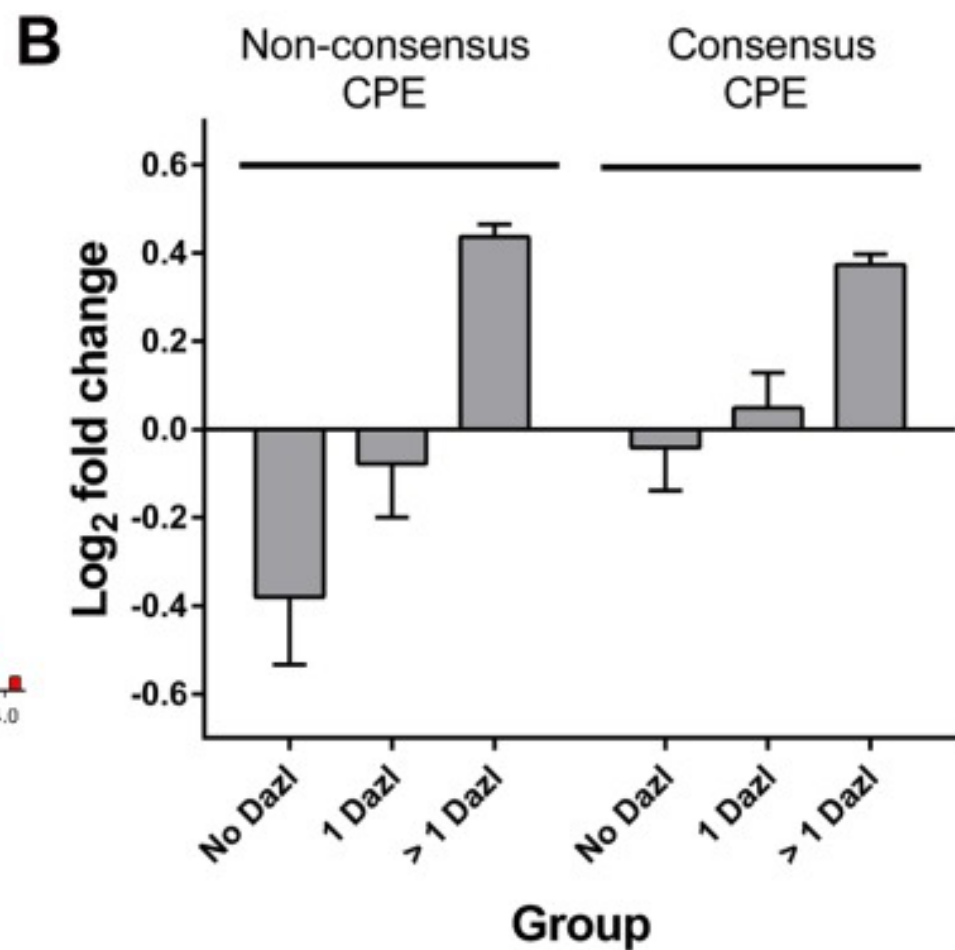 B
Non-consensus
CPE
Consensus
CPE
Log2 fold change
0.6
0.4
0.2
0.0
-0.2
-0.4
-0.6
No Dazl
1 Dazl
> 1 Dazl
No Dazl
1 Dazl
> 1 Dazl
Group
.0